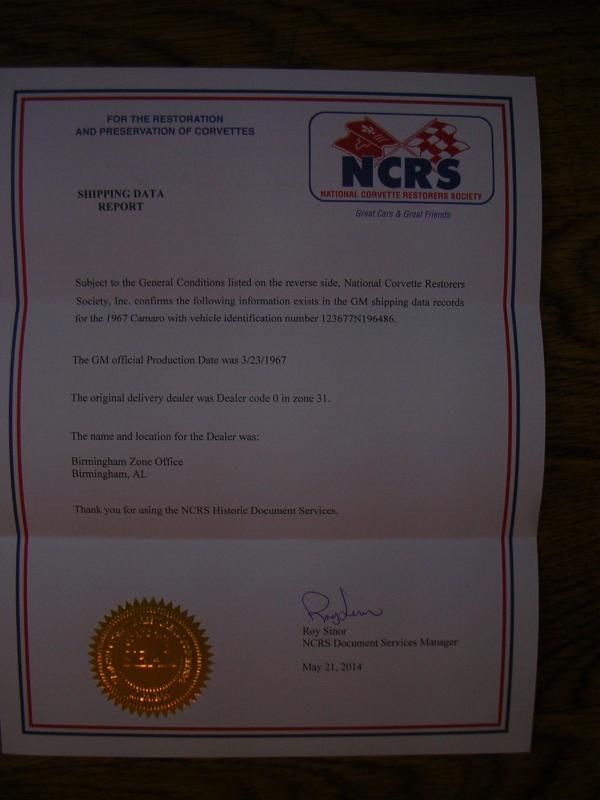 FOR THE RESTORATION
AND PRESERVATION OF CORVETTES
NCRS
NATIONAL CORVETTE RESTORERS SOCIETY
Great Cars & Great Friends
SHIPPING DATA
REPORT
Subject to the General Conditions listed on the reverse side, National Corvette Restorers
Society, Inc. confirms the following information exists in the GM shipping data records
for the 1967 Camaro with vehicle identification number 123677N196486.
The GM official Production Date was 3/23/1967
The original delivery dealer was Dealer code 0 in zone 31.
The name and location for the Dealer was:
Birmingham Zone Office
Birmingham, AL
Thank you for using the NCRS Historic Document Services.
Roy Sinor
Roy Sinor
NCRS Document Services Manager
May 21, 2014
SEAL